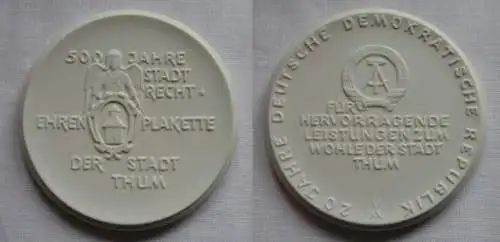 500 JAHRE
STADT
RECHT
EHREN PLAKETTE
DER STADT
THUM
20 JAHRE DEUTSCHE DEMOKRATISCHE REPUBLIK
FÜR
HERVORRAGENDE
LEISTUNGEN ZUM
WOHLE DER STADT
THUM